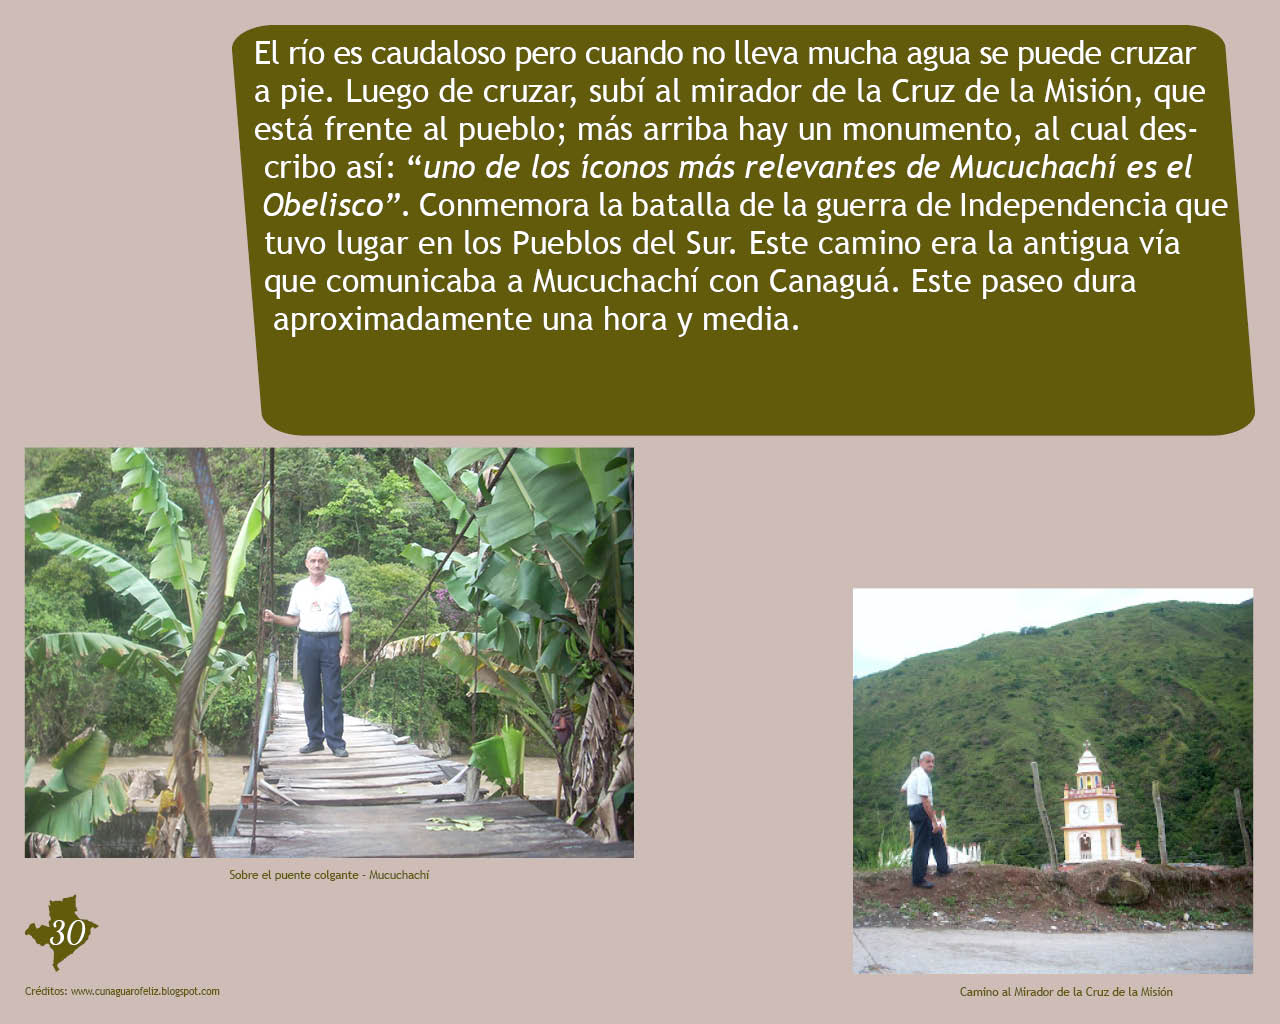 El río es caudaloso pero cuando no lleva mucha agua se puede cruzar
a pie. Luego de cruzar, subí al mirador de la Cruz de la Misión, que
está frente al pueblo; más arriba hay un monumento, al cual des-
cribo así: “uno de los íconos más relevantes de Mucuchachí es el
Obelisco”. Conmemora la batalla de la guerra de Independencia que
tuvo lugar en los Pueblos del Sur. Este camino era la antigua vía
que comunicaba a Mucuchachí con Canaguá. Este paseo dura
aproximadamente una hora y media.
Sobre el puente colgante - Mucuchachí
30
Créditos: www.cunaguarofeliz.blogspot.com
Camino al Mirador de la Cruz de la Misión